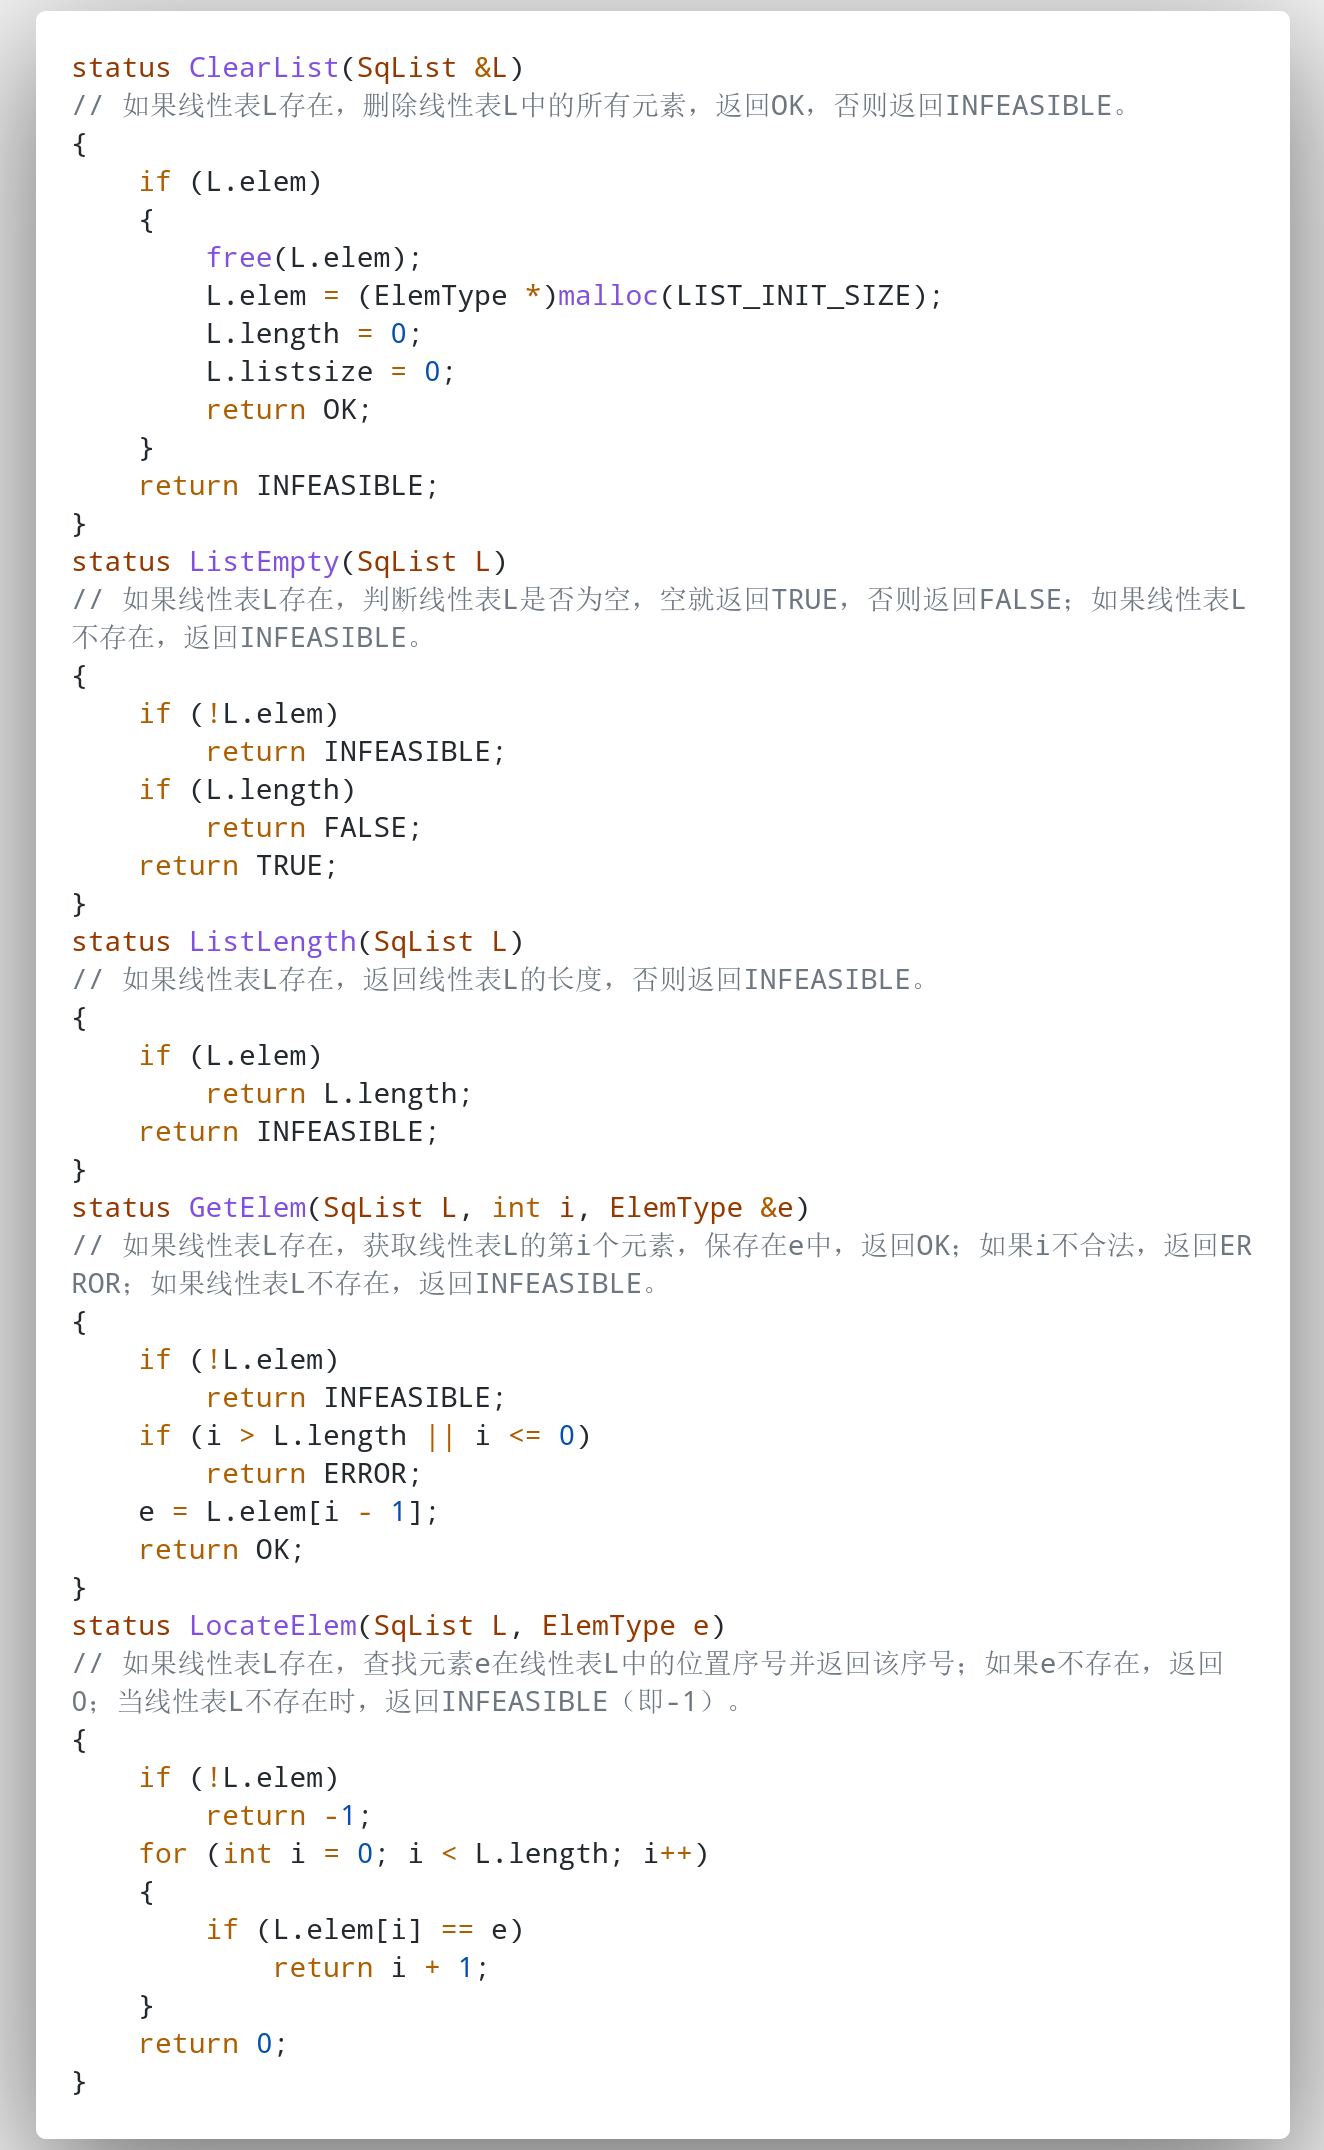 status ClearList(SqList &L)
// 如果线性表L存在，删除线性表L中的所有元素，返回OK，否则返回INFEASIBLE。
{
    if (L.elem)
    {
        free(L.elem);
        L.elem = (ElemType *)malloc(LIST_INIT_SIZE);
        L.length = 0;
        L.listsize = 0;
        return OK;
    }
    return INFEASIBLE;
}
status ListEmpty(SqList L)
// 如果线性表L存在，判断线性表L是否为空，空就返回TRUE，否则返回FALSE；如果线性表L
不存在，返回INFEASIBLE。
{
    if (!L.elem)
        return INFEASIBLE;
    if (L.length)
        return FALSE;
    return TRUE;
}
status ListLength(SqList L)
// 如果线性表L存在，返回线性表L的长度，否则返回INFEASIBLE。
{
    if (L.elem)
        return L.length;
    return INFEASIBLE;
}
status GetElem(SqList L, int i, ElemType &e)
// 如果线性表L存在，获取线性表L的第i个元素，保存在e中，返回OK；如果i不合法，返回ER
ROR；如果线性表L不存在，返回INFEASIBLE。
{
    if (!L.elem)
        return INFEASIBLE;
    if (i > L.length || i <= 0)
        return ERROR;
    e = L.elem[i - 1];
    return OK;
}
status LocateElem(SqList L, ElemType e)
// 如果线性表L存在，查找元素e在线性表L中的位置序号并返回该序号；如果e不存在，返回
0；当线性表L不存在时，返回INFEASIBLE（即-1）。
{
    if (!L.elem)
        return -1;
    for (int i = 0; i < L.length; i++)
    {
        if (L.elem[i] == e)
            return i + 1;
    }
    return 0;
}